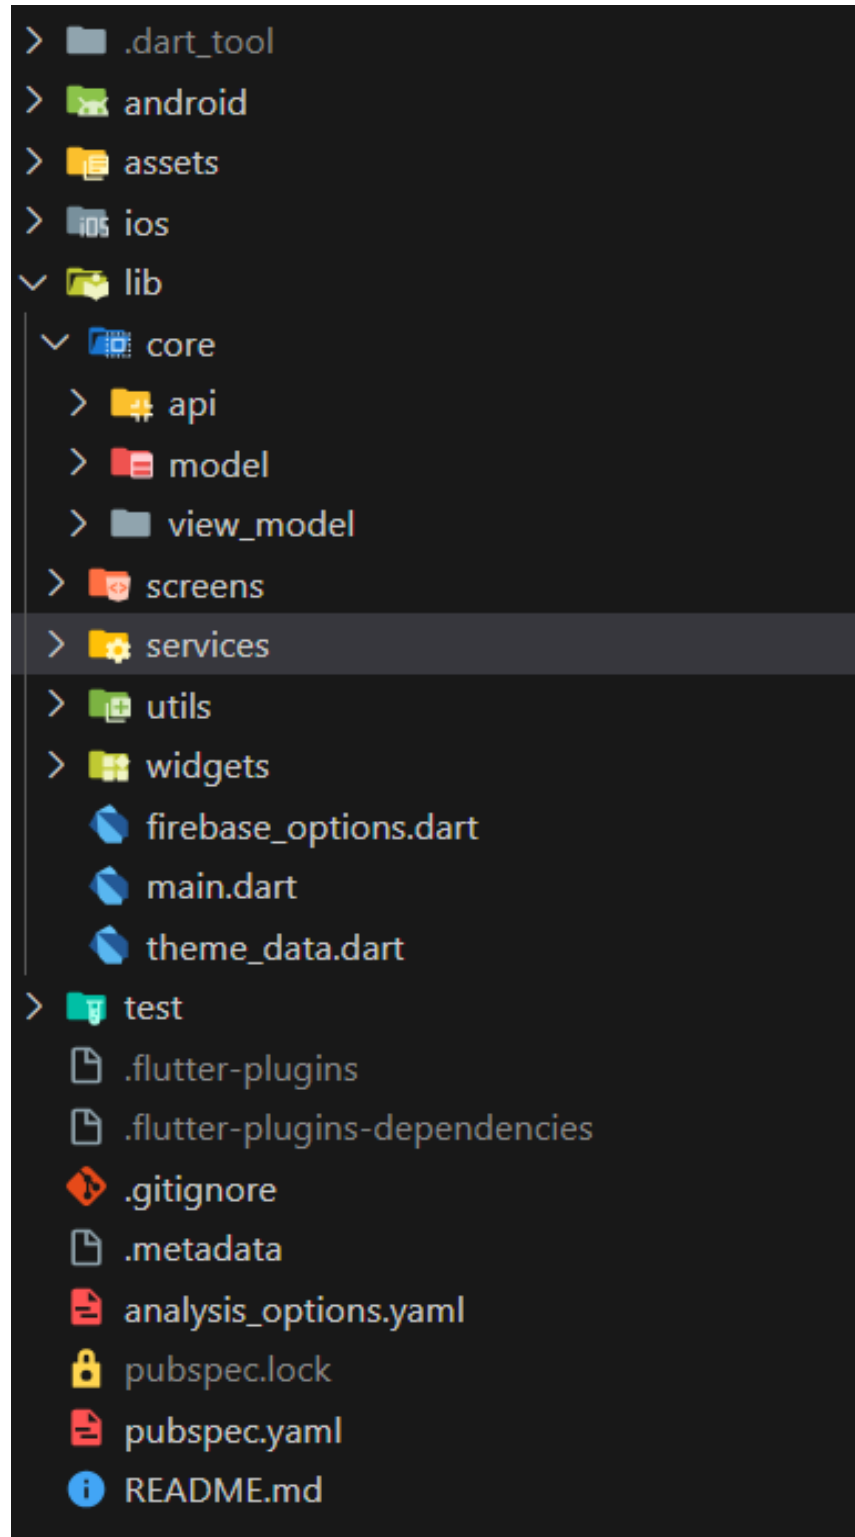 .dart_tool
android
assets
ios
lib
core
api
model
view_model
screens
services
utils
widgets
firebase_options.dart
main.dart
theme_data.dart
test
.flutter-plugins
.flutter-plugins-dependencies
.gitignore
.metadata
analysis_options.yaml
pubspec.lock
pubspec.yaml
README.md